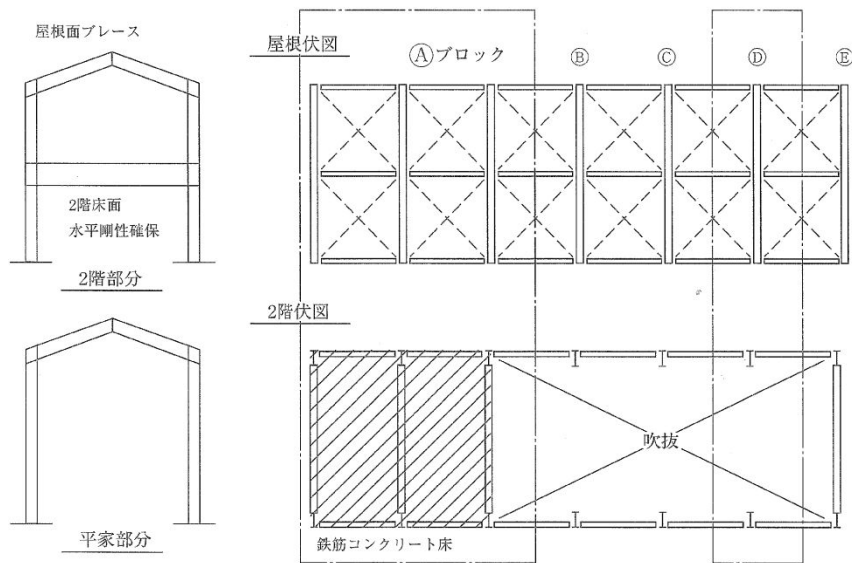 屋根面ブレース
2階床面
水平剛性確保
2階部分
平家部分
屋根伏図
Ⓐブロック
Ⓑ
Ⓒ
Ⓓ
Ⓔ
2階伏図
吹抜
鉄筋コンクリート床